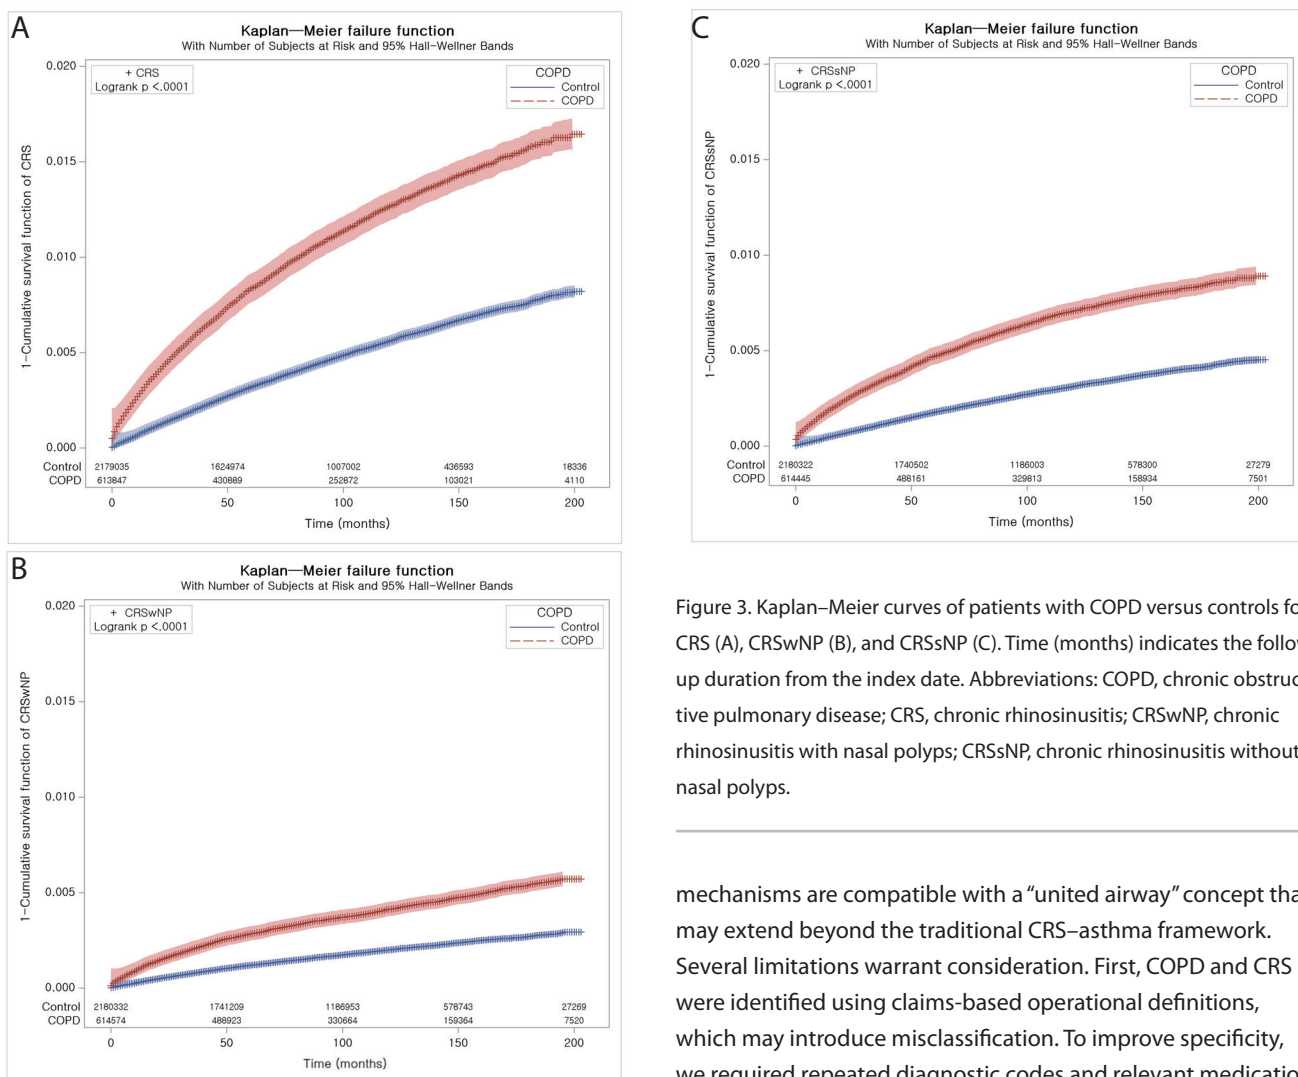 A
Kaplan—Meier failure function
With Number of Subjects at Risk and 95% Hall-Wellner Bands
+ CRS
Logrank p <.0001
COPD
Control
COPD
1-Cumulative survival function of CRS
0.020
0.015
0.010
0.005
0.000
Control 2179035 1624974 1007002 436593 18336
COPD 613847 430889 252872 103021 4110
0 50 100 150 200
Time (months)
B
Kaplan—Meier failure function
With Number of Subjects at Risk and 95% Hall-Wellner Bands
+ CRSwNP
Logrank p <.0001
COPD
Control
COPD
1-Cumulative survival function of CRSwNP
0.020
0.015
0.010
0.005
0.000
Control 2180332 1741209 1186953 578743 27269
COPD 614574 488923 330664 159364 7520
0 50 100 150 200
Time (months)
C
Kaplan—Meier failure function
With Number of Subjects at Risk and 95% Hall-Wellner Bands
+ CRSsNP
Logrank p <.0001
COPD
Control
COPD
1-Cumulative survival function of CRSsNP
0.020
0.015
0.010
0.005
0.000
Control 2180322 1740502 1186003 578300 27279
COPD 614445 488161 329813 158934 7501
0 50 100 150 200
Time (months)
Figure 3. Kaplan–Meier curves of patients with COPD versus controls fo
CRS (A), CRSwNP (B), and CRSsNP (C). Time (months) indicates the follow
up duration from the index date. Abbreviations: COPD, chronic obstruc
tive pulmonary disease; CRS, chronic rhinosinusitis; CRSwNP, chronic
rhinosinusitis with nasal polyps; CRSsNP, chronic rhinosinusitis without
nasal polyps.
mechanisms are compatible with a “united airway” concept tha
may extend beyond the traditional CRS–asthma framework.
Several limitations warrant consideration. First, COPD and CRS
were identified using claims-based operational definitions,
which may introduce misclassification. To improve specificity,
we required repeated diagnostic codes and relevant medicatio